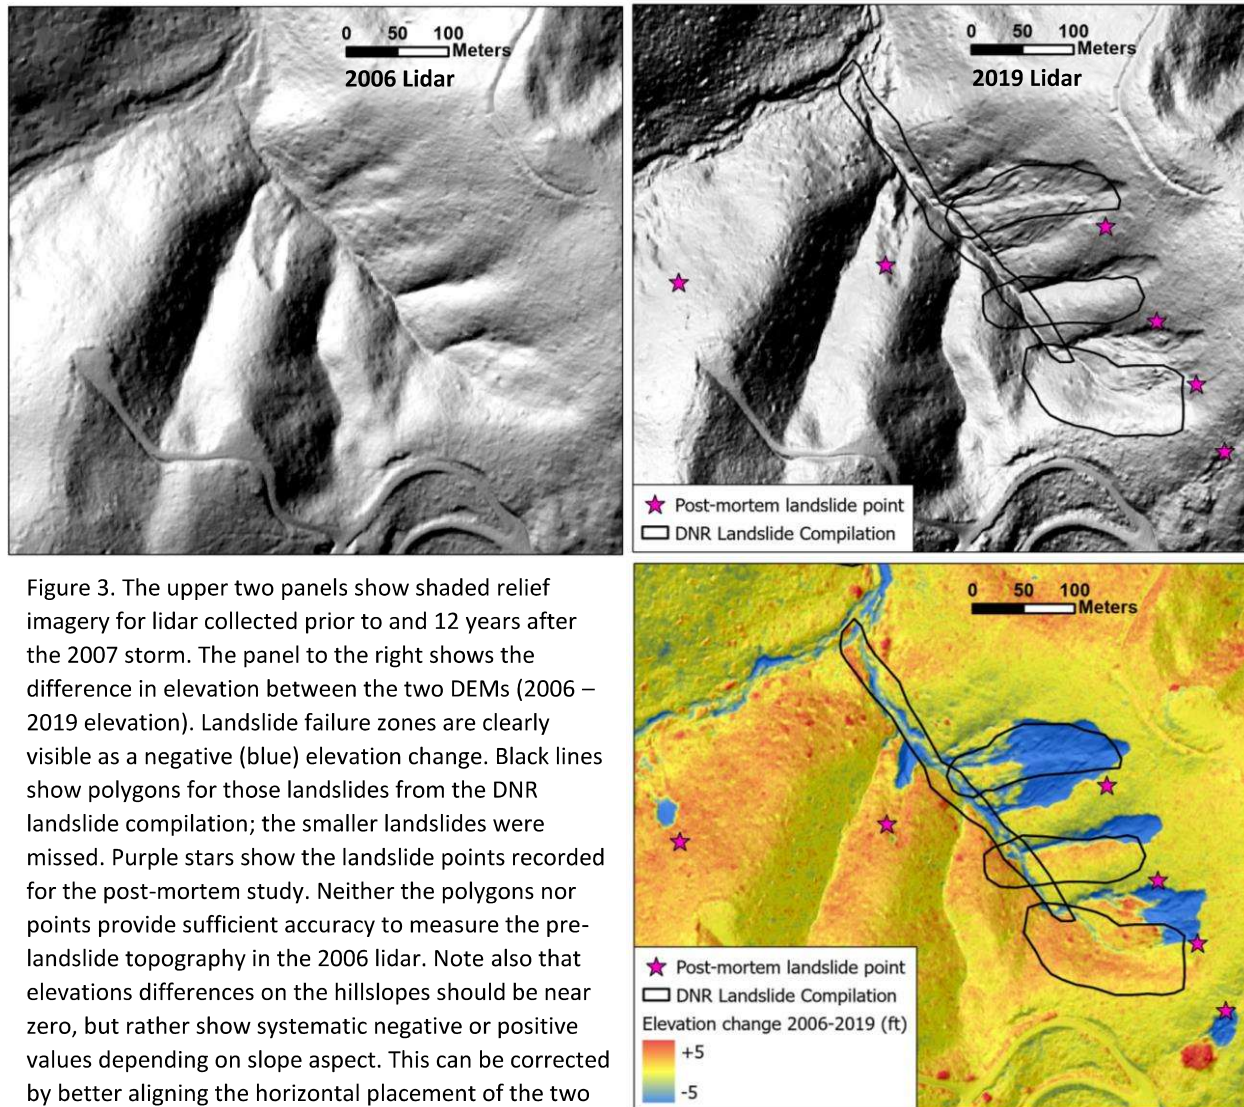 0 50 100
Meters
2006 Lidar
0 50 100
Meters
2019 Lidar
Post-mortem landslide point
DNR Landslide Compilation
Figure 3. The upper two panels show shaded relief
imagery for lidar collected prior to and 12 years after
the 2007 storm. The panel to the right shows the
difference in elevation between the two DEMs (2006 –
2019 elevation). Landslide failure zones are clearly
visible as a negative (blue) elevation change. Black lines
show polygons for those landslides from the DNR
landslide compilation; the smaller landslides were
missed. Purple stars show the landslide points recorded
for the post-mortem study. Neither the polygons nor
points provide sufficient accuracy to measure the pre-
landslide topography in the 2006 lidar. Note also that
elevations differences on the hillslopes should be near
zero, but rather show systematic negative or positive
values depending on slope aspect. This can be corrected
by better aligning the horizontal placement of the two
0 50 100
Meters
Post-mortem landslide point
DNR Landslide Compilation
Elevation change 2006-2019 (ft)
+5
-5